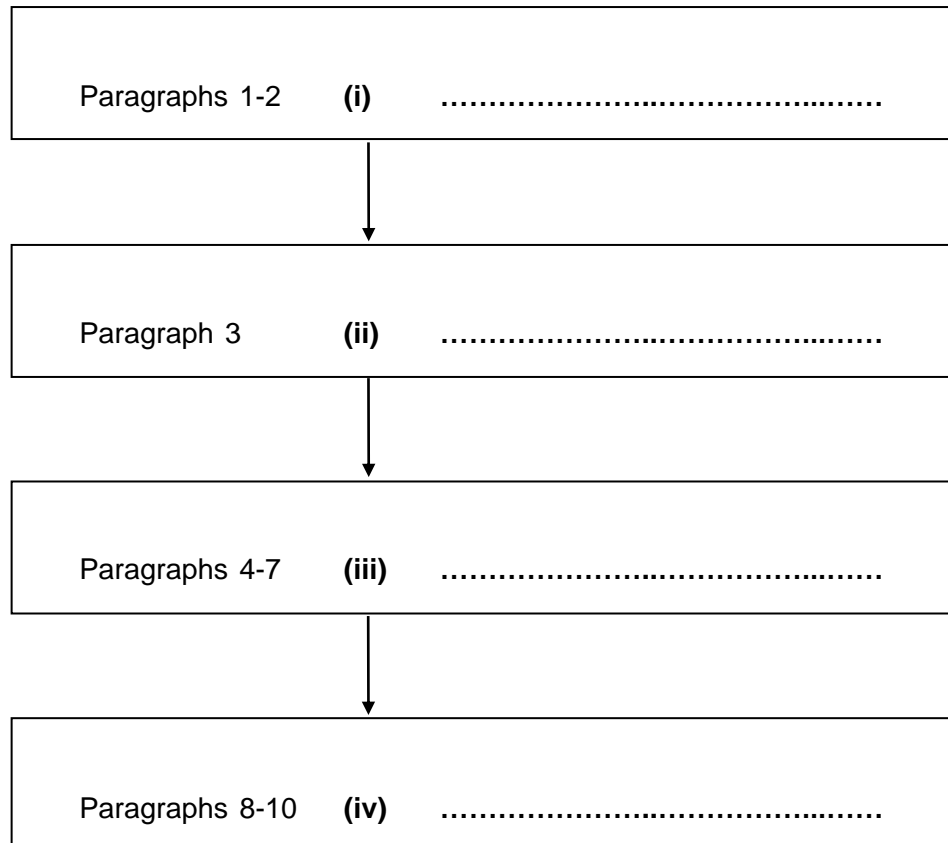 Paragraphs 1-2 (i) …………………..……………...……
Paragraph 3 (ii) …………………..……………...……
Paragraphs 4-7 (iii) …………………..……………...……
Paragraphs 8-10 (iv) …………………..……………...……